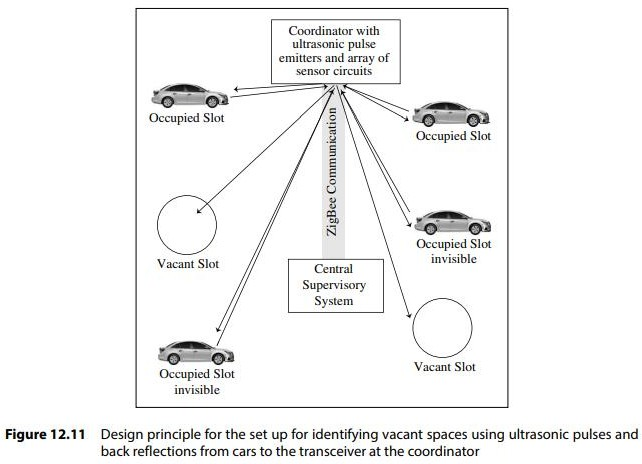 Coordinator with
ultrasonic pulse
emitters and array of
sensor circuits
Occupied Slot
Occupied Slot
ZigBee Communication
Occupied Slot
invisible
Vacant Slot
Central
Supervisory
System
Vacant Slot
Occupied Slot
invisible
Figure 12.11 Design principle for the set up for identifying vacant spaces using ultrasonic pulses and
back reflections from cars to the transceiver at the coordinator